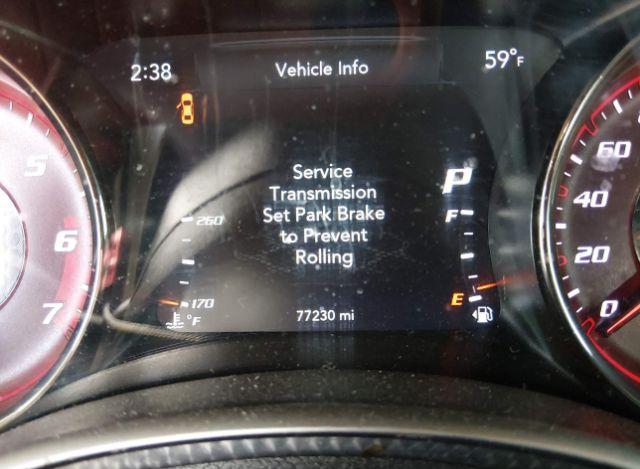 2:38
Vehicle Info
59°F
Service
Transmission
Set Park Brake
to Prevent
Rolling
P
260
170
°F
F
E
77230 mi
5
6
7
60
40
20
0